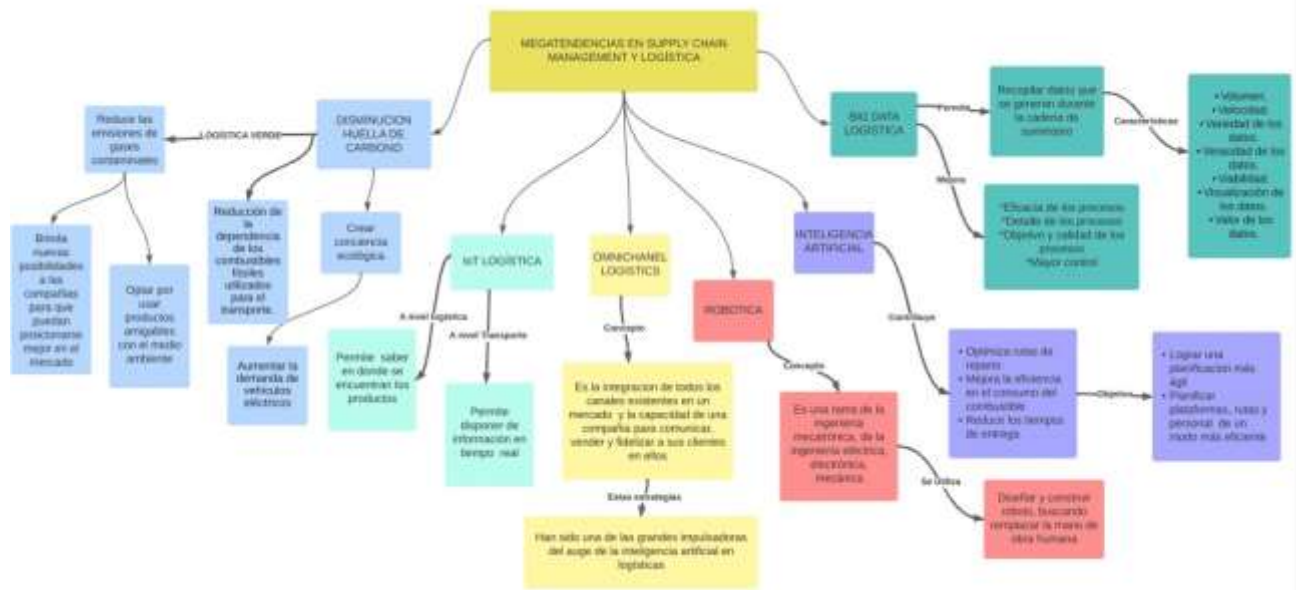 MEGATENDENCIAS EN SUPPLY CHAIN
MANAGEMENT Y LOGÍSTICA
DISMINUCION
HUELLA DE
CARBONO
LOGÍSTICA VERDE
Reduce las
emisiones de
gases
contaminantes
Brinda
nuevas
posibilidades
a las
compañías
para que
puedan
posicionarse
mejor en el
mercado
Optar por
usar
productos
amigables
con el medio
ambiente
Reducción de
la
dependencia
de los
combustibles
fósiles
utilizados
para el
transporte.
Crear
conciencia
ecológica
Aumentar la
demanda de
vehículos
eléctricos
LOGÍSTICA
A nivel logística
Permite saber
en donde se
encuentran los
productos
A nivel Transporte
Permite
disponer de
información en
tiempo real
OMNICHANEL
LOGISTICS
Concepto
Es la integracion de todos los
canales existentes en un
mercado y la capacidad de una
compañía para comunicar,
vender y fidelizar a sus clientes
en ellos
Estas estrategias
Han sido una de las grandes impulsadoras
del auge de la inteligencia artificial en
logísticas
ROBOTICA
Concepto
Es una rama de la
ingeniería
mecatrónica, de la
ingeniería eléctrica,
electrónica,
mecánica
Se utiliza
Diseñar y construir
robots, buscando
remplazar la mano de
obra humana
INTELIGENCIA
ARTIFICIAL
Contribuye
• Optimiza rutas de
reparto
• Mejora la eficiencia
en el consumo del
combustible
• Reduce los tiempos
de entrega
Objetivo
• Lograr una
planificación más
ágil
• Planificar
plataformas, rutas y
personal de un
modo más eficiente
BIG DATA
LOGÍSTICA
Permite
Recopilar datos que
se generan durante
la cadena de
suministro
Características
• Volumen.
• Velocidad.
• Variedad de los
datos.
• Veracidad de los
datos.
• Viabilidad.
• Visualización de
los datos.
• Valor de los
datos.
Mejora
*Eficacia de los procesos
*Detalle de los procesos
*Objetivo y calidad de los
procesos
*Mayor control